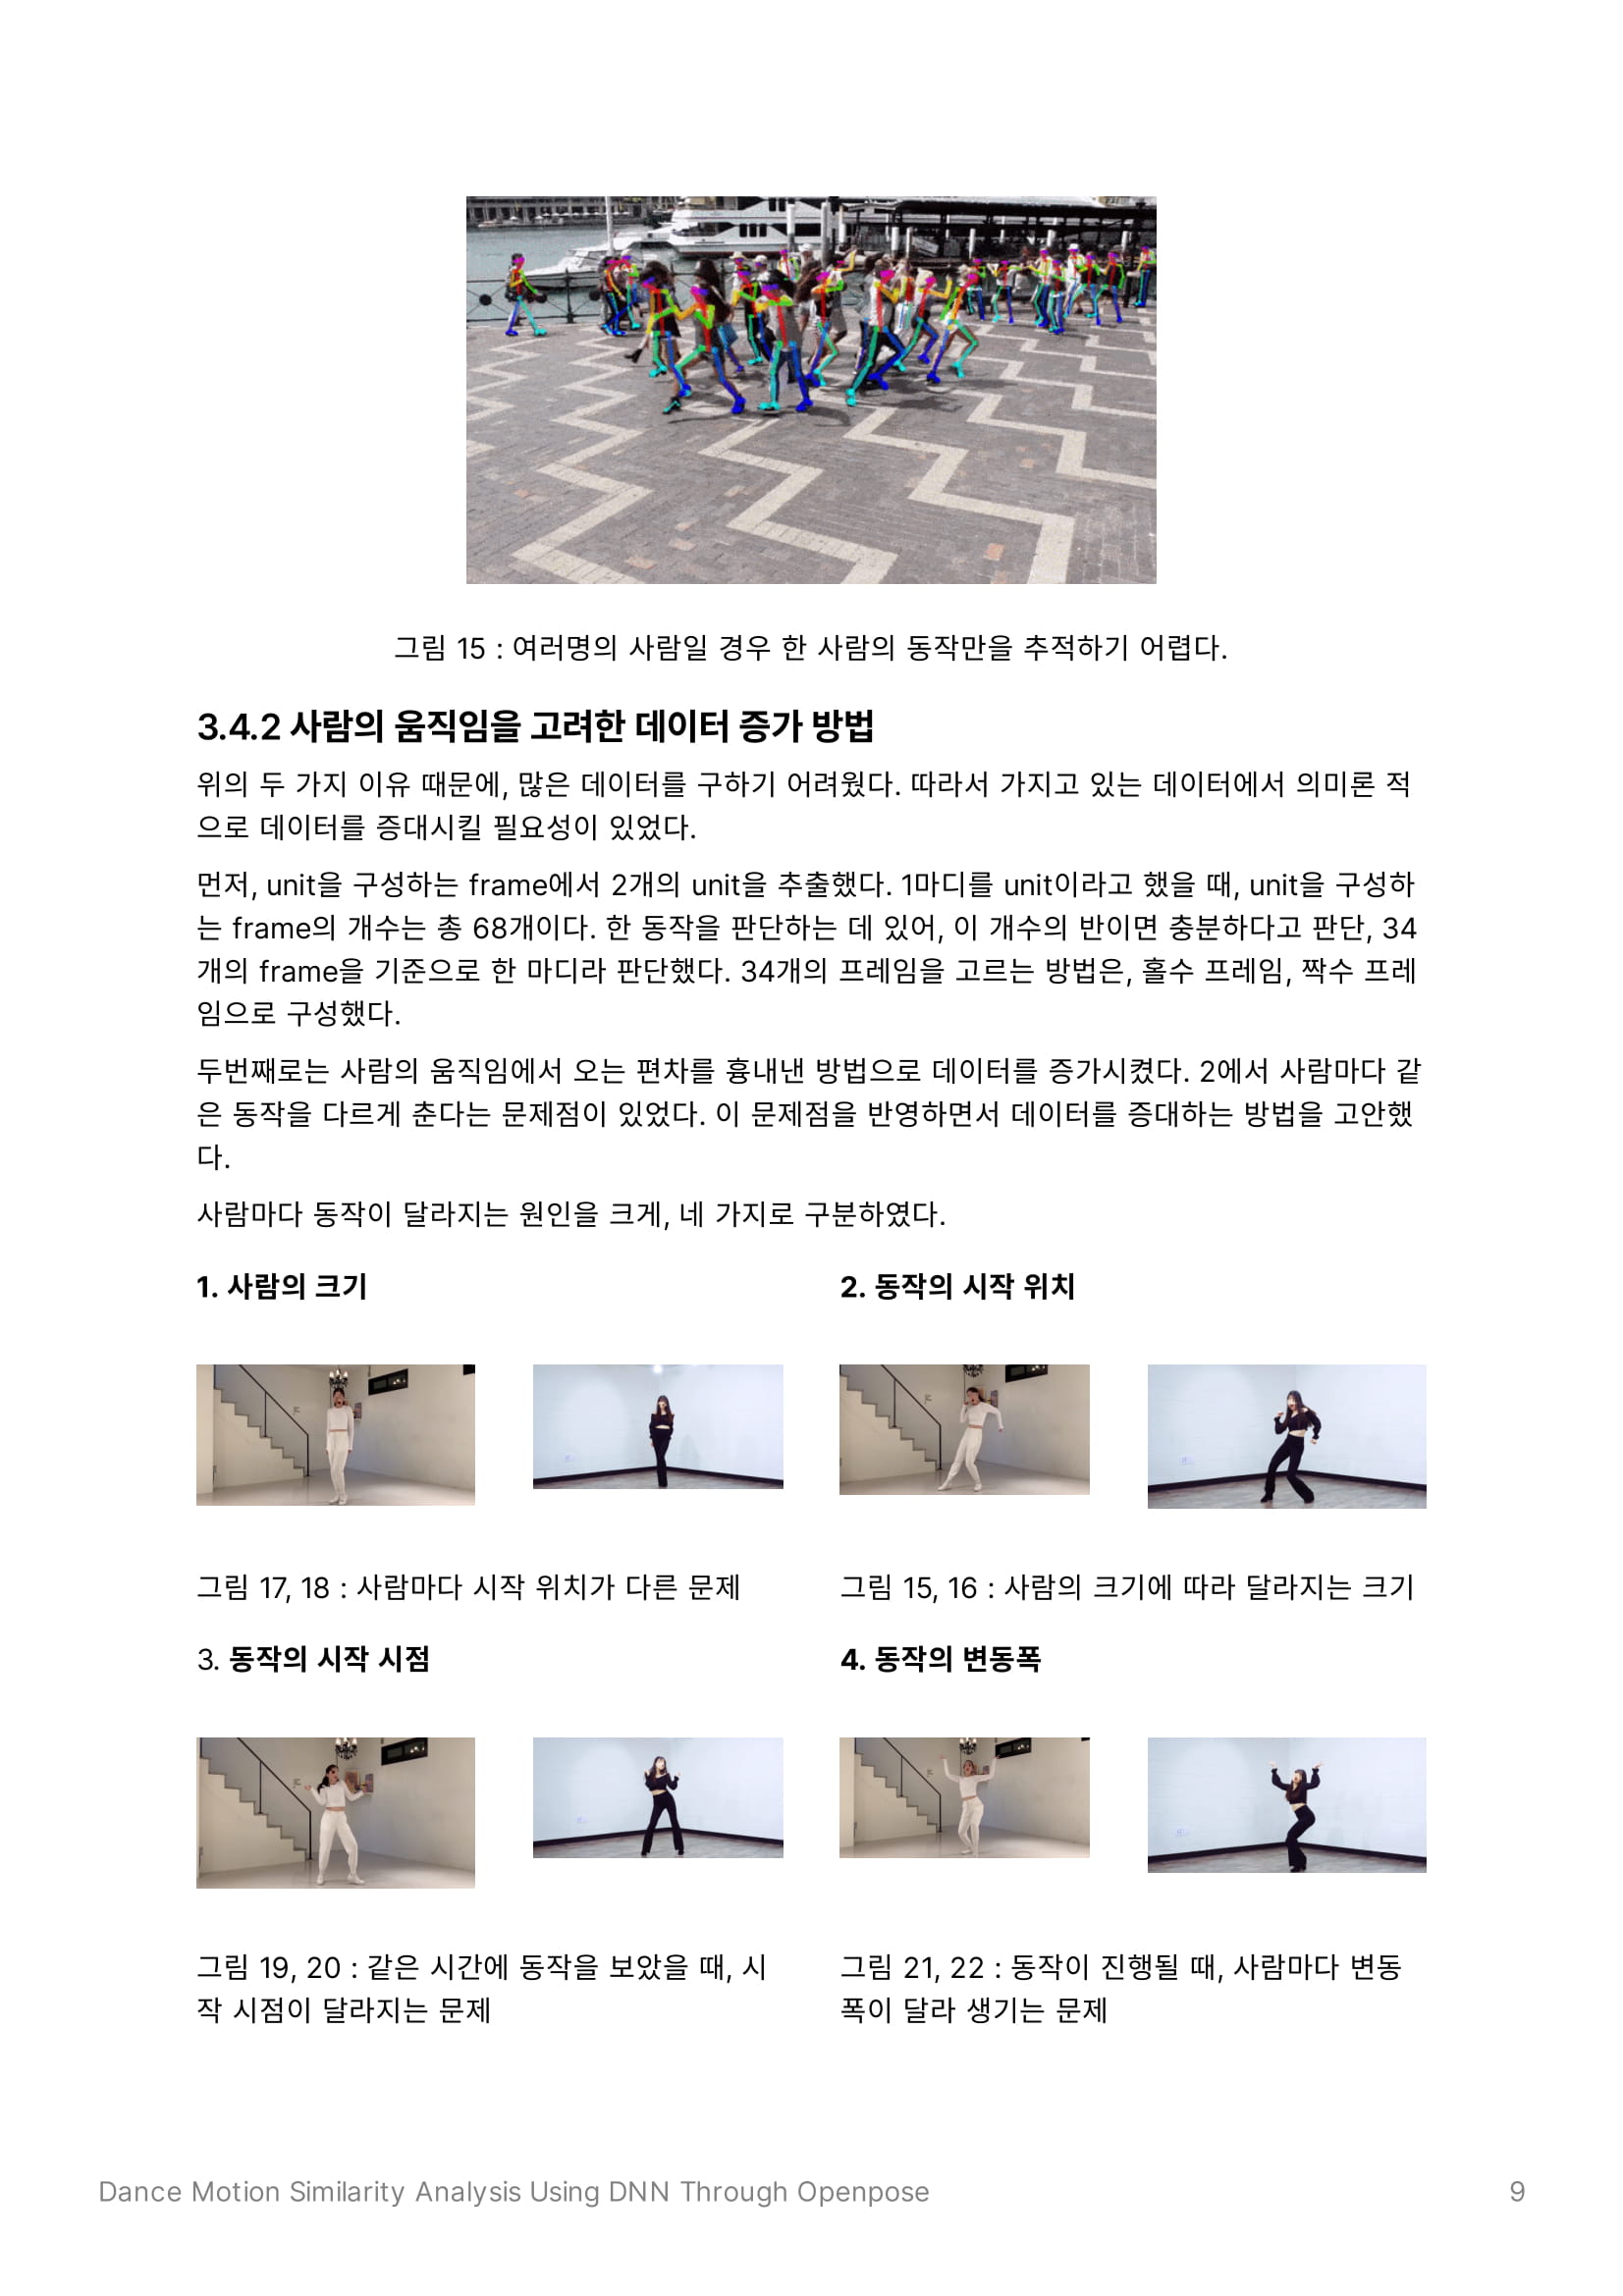 그림 15 : 여러명의 사람일 경우 한 사람의 동작만을 추적하기 어렵다.
3.4.2 사람의 움직임을 고려한 데이터 증가 방법
위의 두 가지 이유 때문에, 많은 데이터를 구하기 어려웠다. 따라서 가지고 있는 데이터에서 의미론 적
으로 데이터를 증대시킬 필요성이 있었다.
먼저, unit을 구성하는 frame에서 2개의 unit을 추출했다. 1마디를 unit이라고 했을 때, unit을 구성하
는 frame의 개수는 총 68개이다. 한 동작을 판단하는 데 있어, 이 개수의 반이면 충분하다고 판단, 34
개의 frame을 기준으로 한 마디라 판단했다. 34개의 프레임을 고르는 방법은, 홀수 프레임, 짝수 프레
임으로 구성했다.
두번째로는 사람의 움직임에서 오는 편차를 흉내낸 방법으로 데이터를 증가시켰다. 2에서 사람마다 같
은 동작을 다르게 춘다는 문제점이 있었다. 이 문제점을 반영하면서 데이터를 증대하는 방법을 고안했
다.
사람마다 동작이 달라지는 원인을 크게, 네 가지로 구분하였다.
1. 사람의 크기
2. 동작의 시작 위치
그림 17, 18 : 사람마다 시작 위치가 다른 문제
그림 15, 16 : 사람의 크기에 따라 달라지는 크기
3. 동작의 시작 시점
4. 동작의 변동폭
그림 19, 20 : 같은 시간에 동작을 보았을 때, 시
작 시점이 달라지는 문제
그림 21, 22 : 동작이 진행될 때, 사람마다 변동
폭이 달라 생기는 문제
Dance Motion Similarity Analysis Using DNN Through Openpose
9